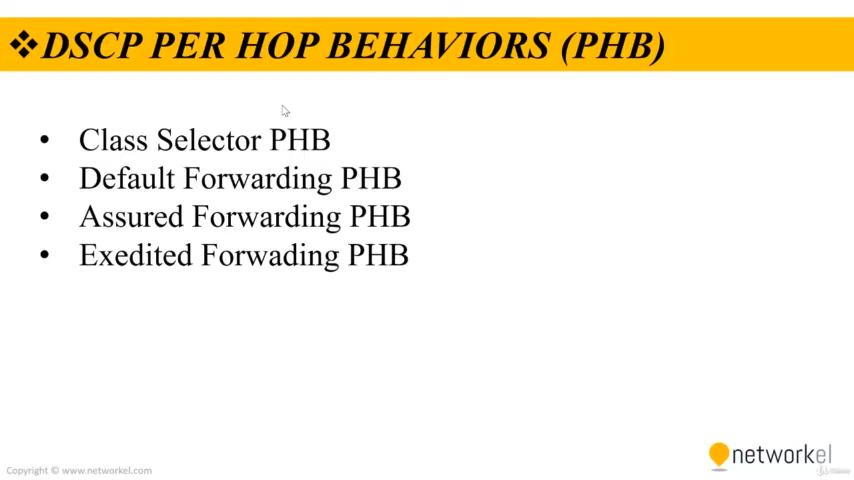 ❖DSCP PER HOP BEHAVIORS (PHB)
• Class Selector PHB
• Default Forwarding PHB
• Assured Forwarding PHB
• Exedited Forwading PHB
networkel
Copyright © www.networkel.com